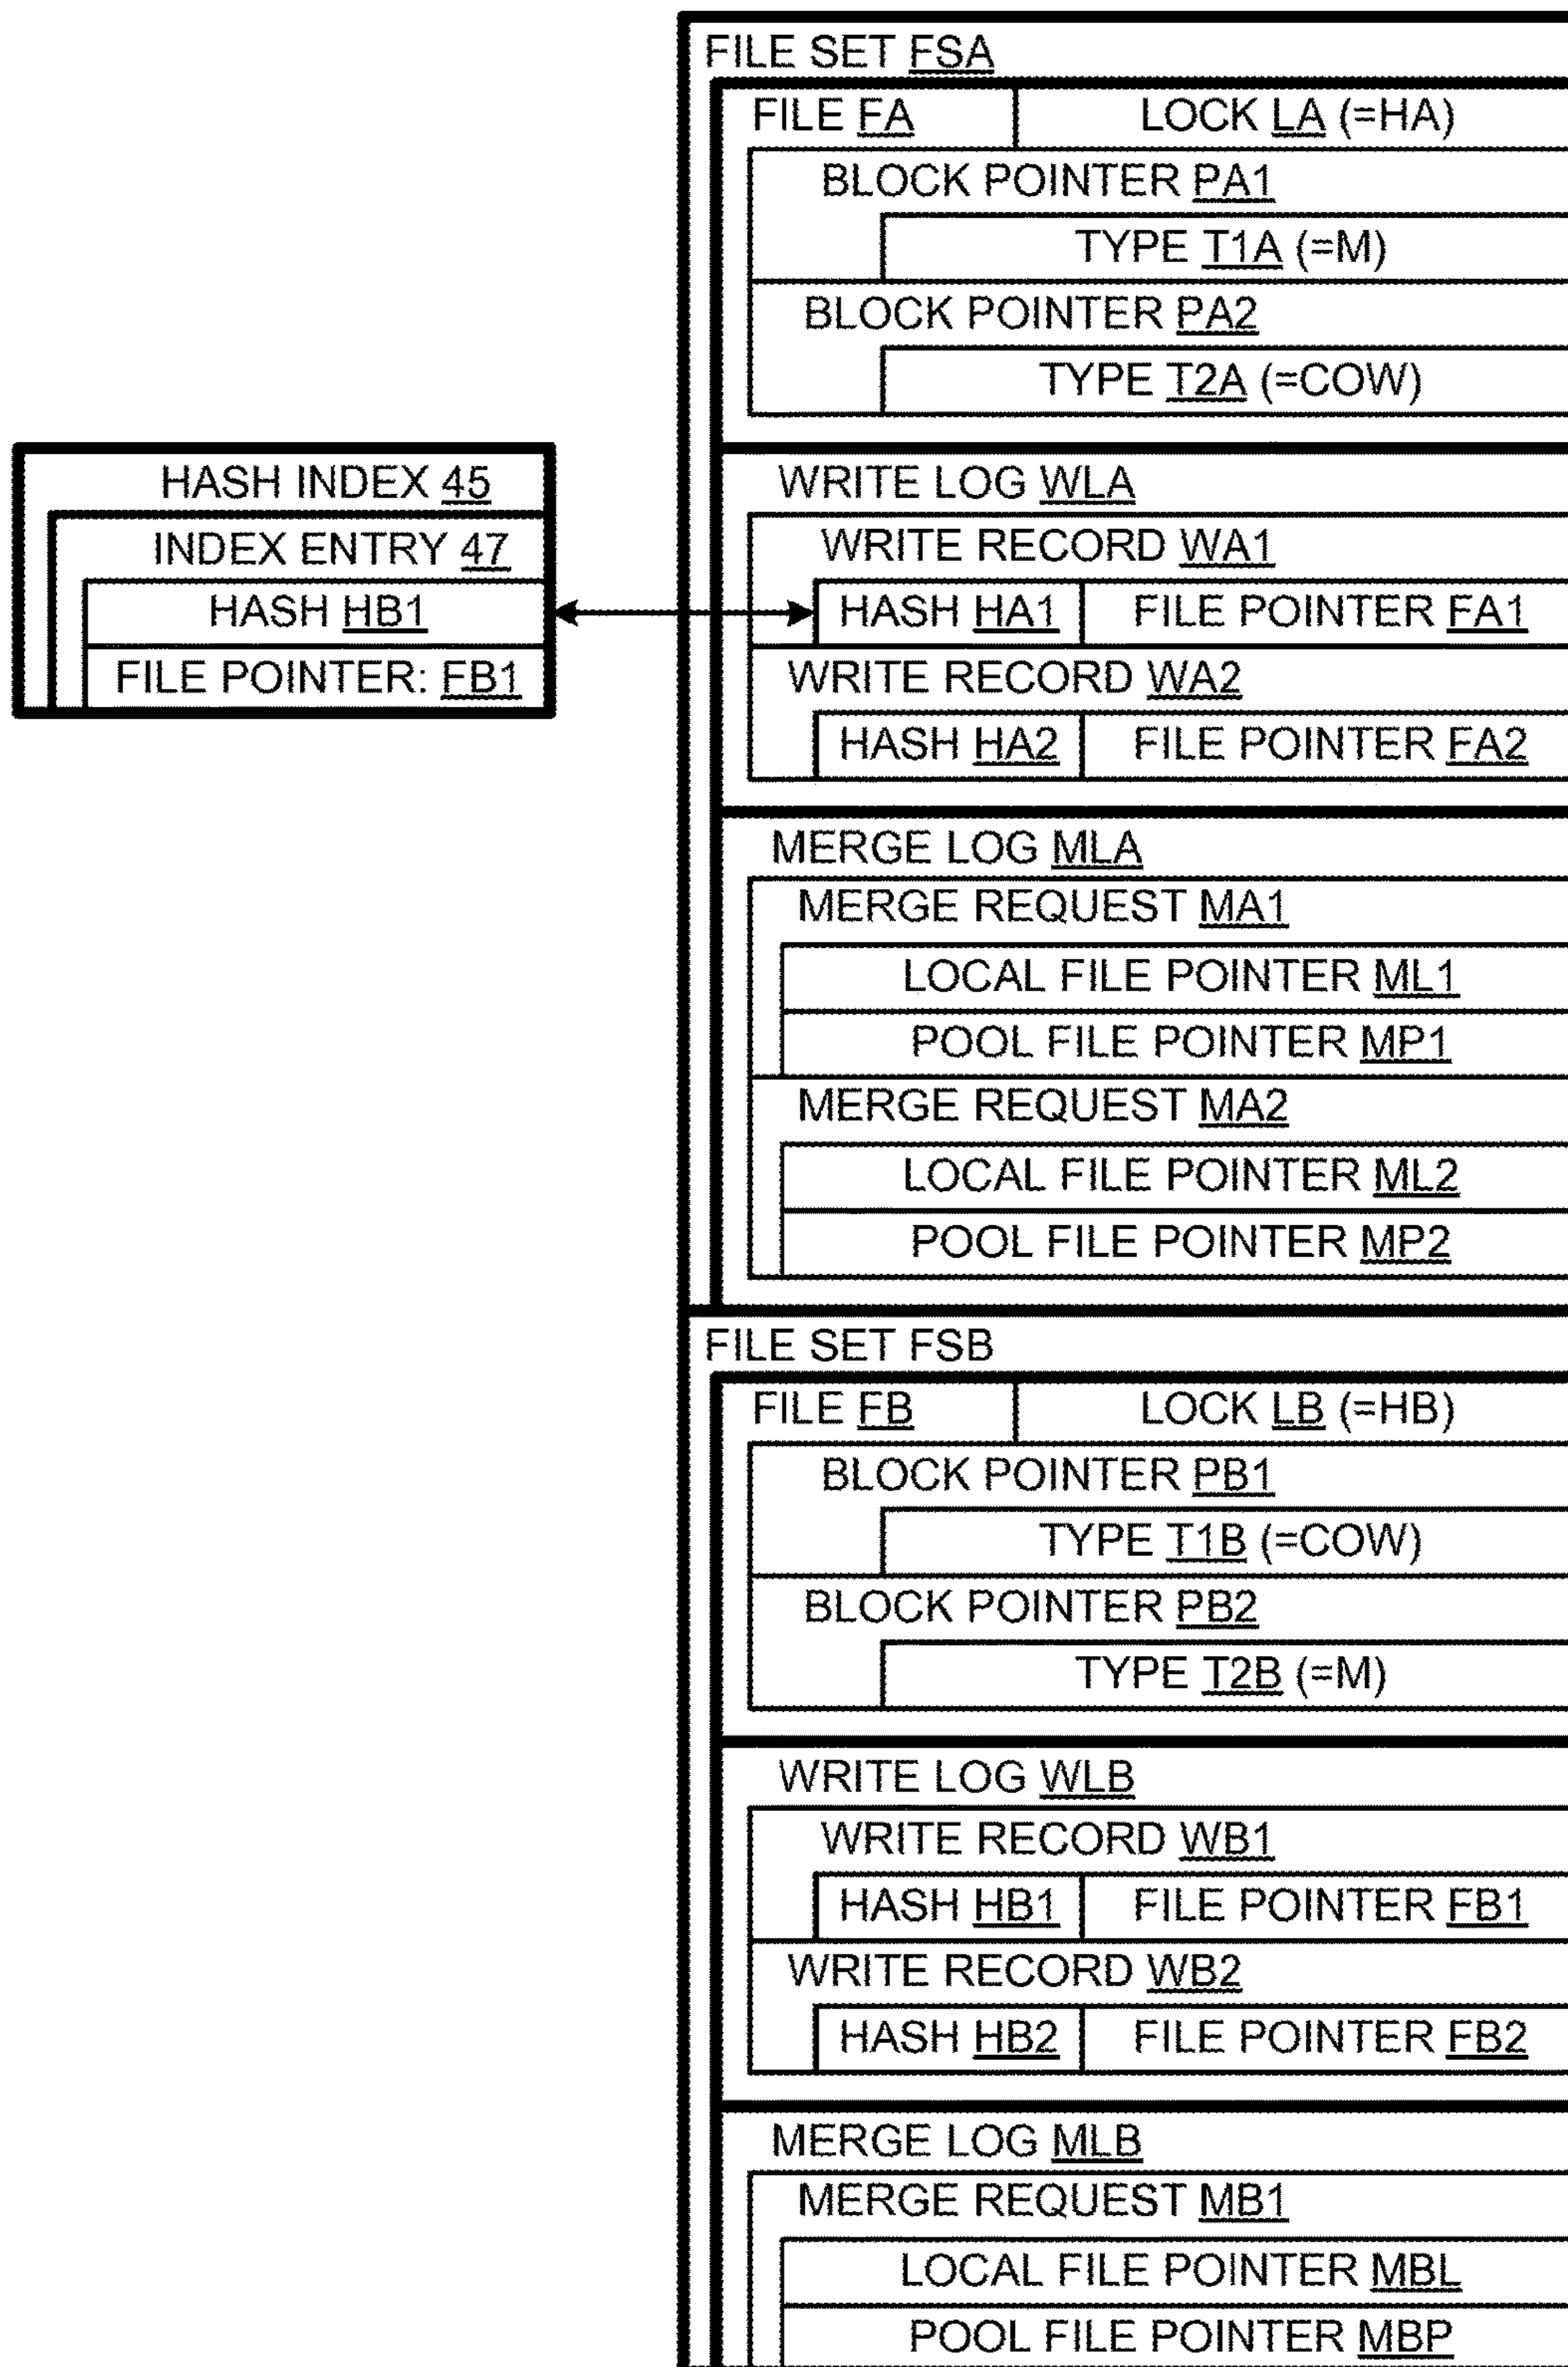 FILE SET FSA
FILE FA LOCK LA (=HA)
BLOCK POINTER PA1
TYPE T1A (=M)
BLOCK POINTER PA2
TYPE T2A (=COW)
HASH INDEX 45
INDEX ENTRY 47
HASH HB1
FILE POINTER: FB1
WRITE LOG WLA
WRITE RECORD WA1
HASH HA1 FILE POINTER FA1
WRITE RECORD WA2
HASH HA2 FILE POINTER FA2
MERGE LOG MLA
MERGE REQUEST MA1
LOCAL FILE POINTER ML1
POOL FILE POINTER MP1
MERGE REQUEST MA2
LOCAL FILE POINTER ML2
POOL FILE POINTER MP2
FILE SET FSB
FILE FB LOCK LB (=HB)
BLOCK POINTER PB1
TYPE T1B (=COW)
BLOCK POINTER PB2
TYPE T2B (=M)
WRITE LOG WLB
WRITE RECORD WB1
HASH HB1 FILE POINTER FB1
WRITE RECORD WB2
HASH HB2 FILE POINTER FB2
MERGE LOG MLB
MERGE REQUEST MB1
LOCAL FILE POINTER MBL
POOL FILE POINTER MBP